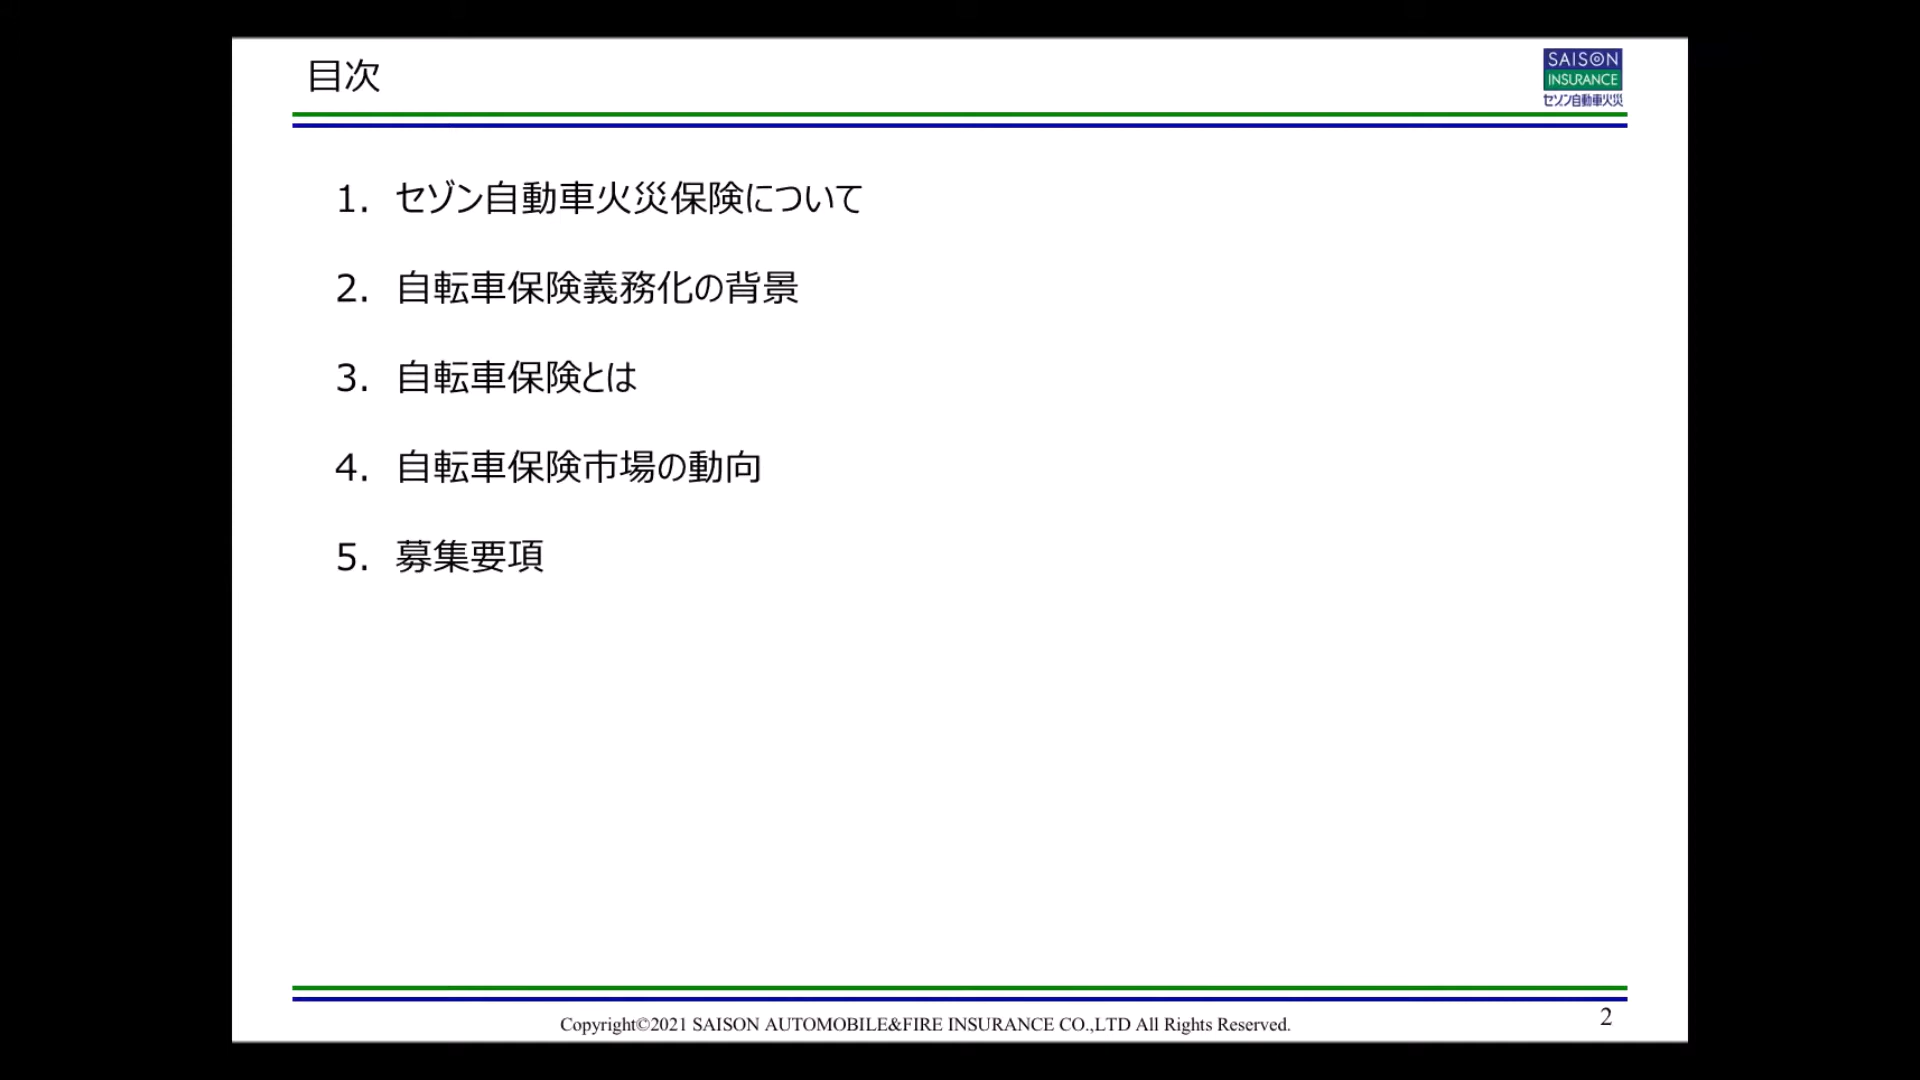 目次
SAISON
INSURANCE
セゾン自動車火災
1. セゾン自動車火災保険について
2. 自転車保険義務化の背景
3. 自転車保険とは
4. 自転車保険市場の動向
5. 募集要項
Copyright©2021 SAISON AUTOMOBILE&FIRE INSURANCE CO.,LTD All Rights Reserved.
2